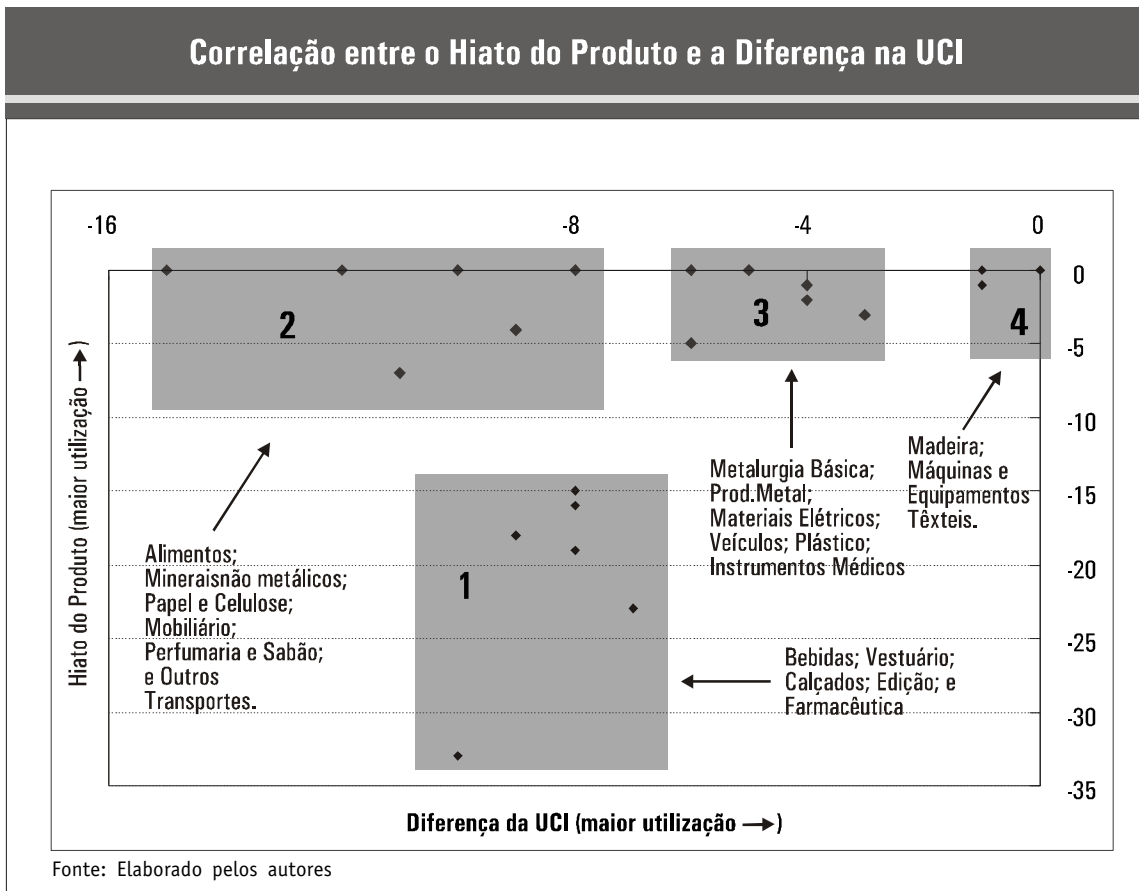 Correlação entre o Hiato do Produto e a Diferença na UCI
-16
-8
-4
0
0
-5
-10
-15
-20
-25
-30
-35
2
3
4
1
Hiato do Produto (maior utilização →)
Alimentos;
Mineraisnão metálicos;
Papel e Celulose;
Mobiliário;
Perfumaria e Sabão;
e Outros
Transportes.
Metalurgia Básica;
Prod.Metal;
Materiais Elétricos;
Veículos; Plástico;
Instrumentos Médicos
Madeira;
Máquinas e
Equipamentos
Têxteis.
Bebidas; Vestuário;
Calçados; Edição; e
Farmacêutica
Diferença da UCI (maior utilização →)
Fonte: Elaborado pelos autores